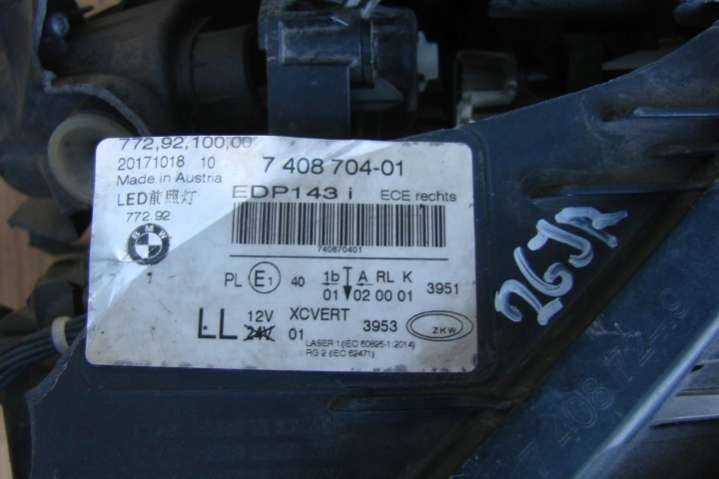 772,92,100,00
20171018 10
7 408 704-01
Made in Austria
EDP143 i
ECE rechts
LED前照灯
772.92
BMW
740870401
PL E1 40 1b A RL K
01 02 00 01 3951
LL 12V XCVERT
24V 01 3953 ZKW
LASER 1 (IEC 60825-1:2014)
RG 2 (IEC 62471)
26JA